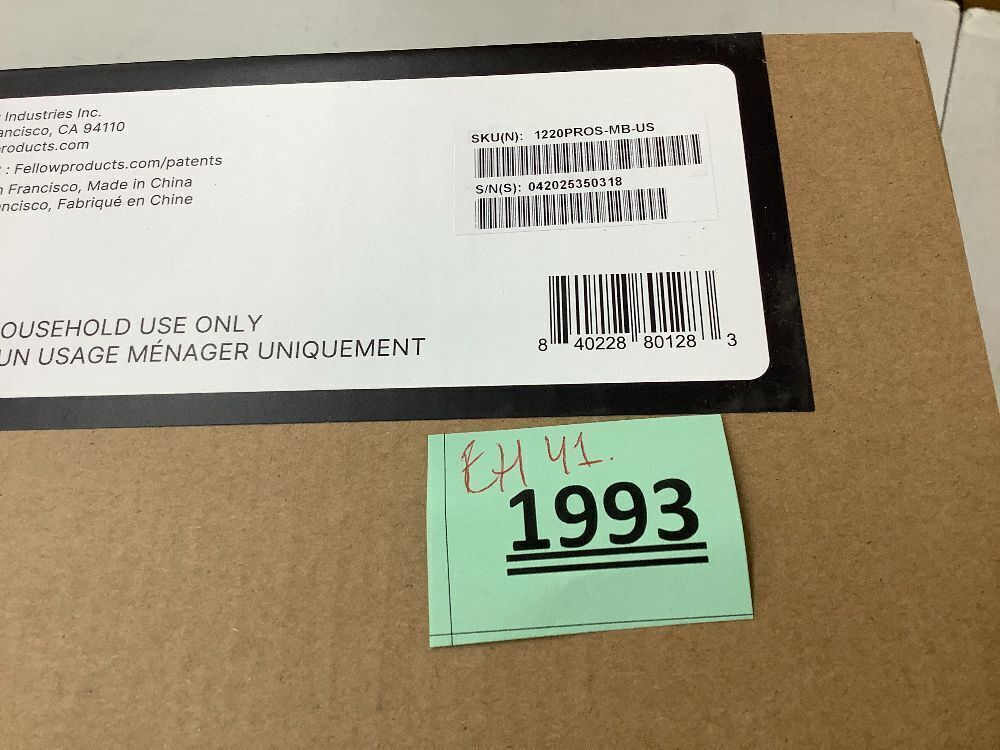 Industries Inc.
ancisco, CA 94110
products.com
: Fellowproducts.com/patents
n Francisco, Made in China
ncisco, Fabriqué en Chine
OUSEHOLD USE ONLY
UN USAGE MÉNAGER UNIQUEMENT
SKU(N): 1220PROS-MB-US
S/N(S): 042025350318
8 40228 80128 3
EH 41.
1993